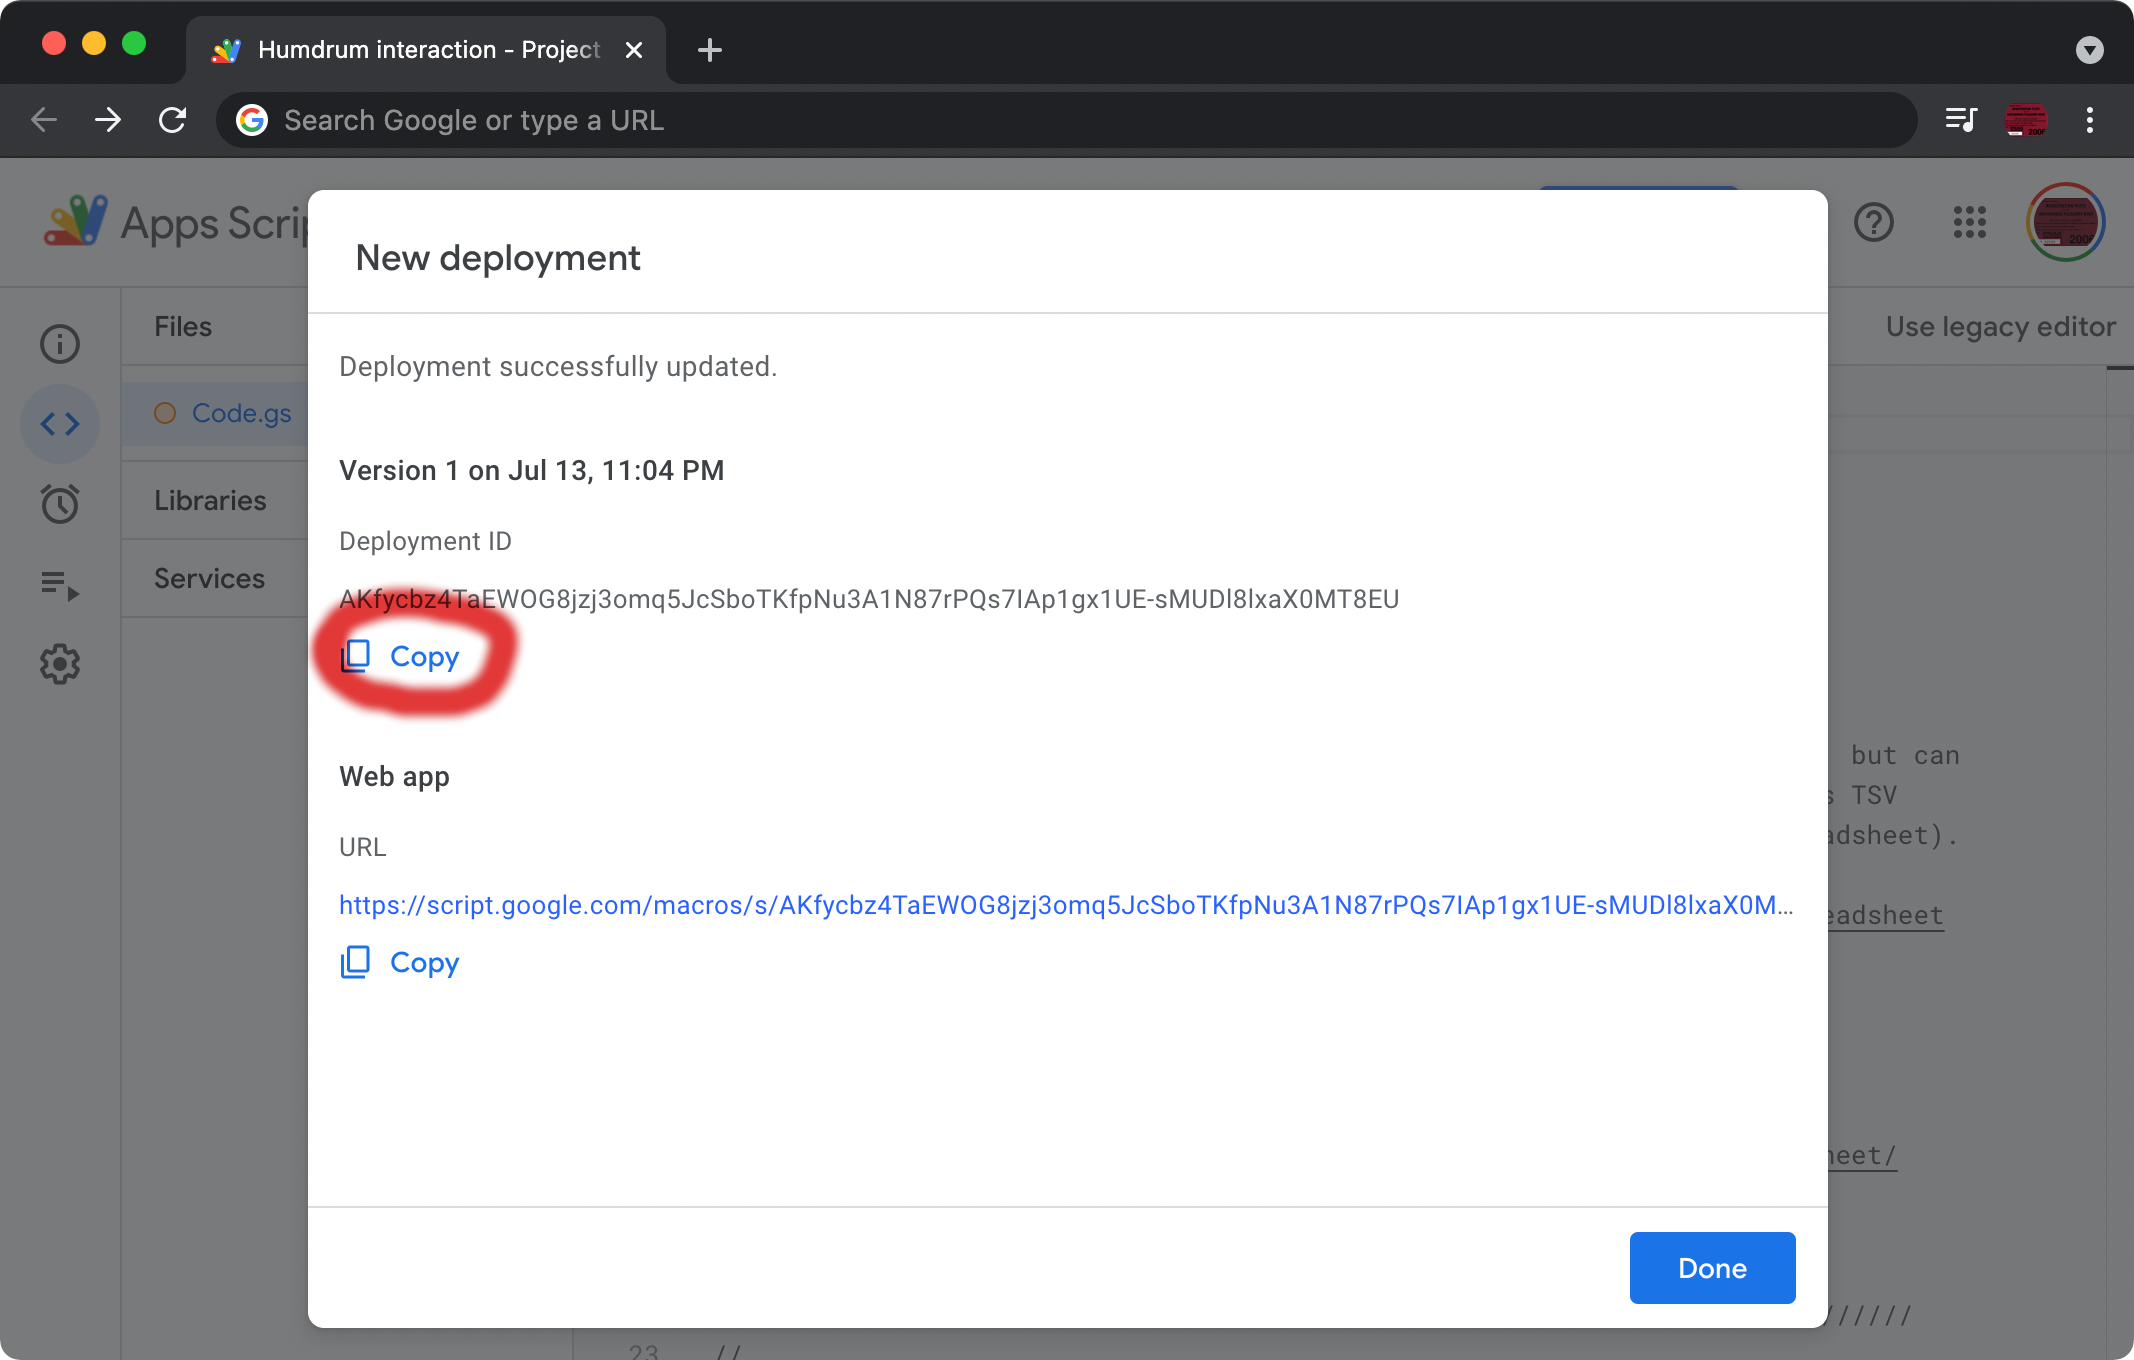 Humdrum interaction - Project
Search Google or type a URL
Apps Scrip
New deployment
Files
Use legacy editor
Deployment successfully updated.
Code.gs
Version 1 on Jul 13, 11:04 PM
Libraries
Deployment ID
Services
AKfycbz4TaEWOG8jzj3omq5JcSboTKfpNu3A1N87rPQs7IAp1gx1UE-sMUDl8lxaX0MT8EU
Copy
but can
Web app
s TSV
adsheet).
URL
https://script.google.com/macros/s/AKfycbz4TaEWOG8jzj3omq5JcSboTKfpNu3A1N87rPQs7IAp1gx1UE-sMUDl8lxaX0M...
eadsheet
Copy
heet/
Done
//////
23 //